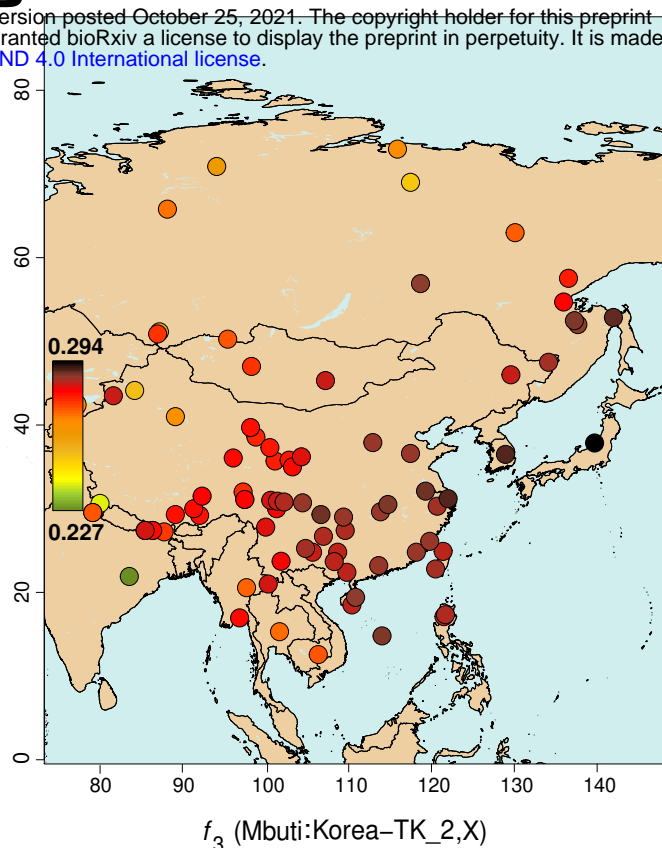 ersion posted October 25, 2021. The copyright holder for this preprint
ranted bioRxiv a license to display the preprint in perpetuity. It is made
ND 4.0 International license.
80
60
40
20
0
0.294
0.227
80 90 100 110 120 130 140
f3 (Mbuti:Korea−TK_2,X)